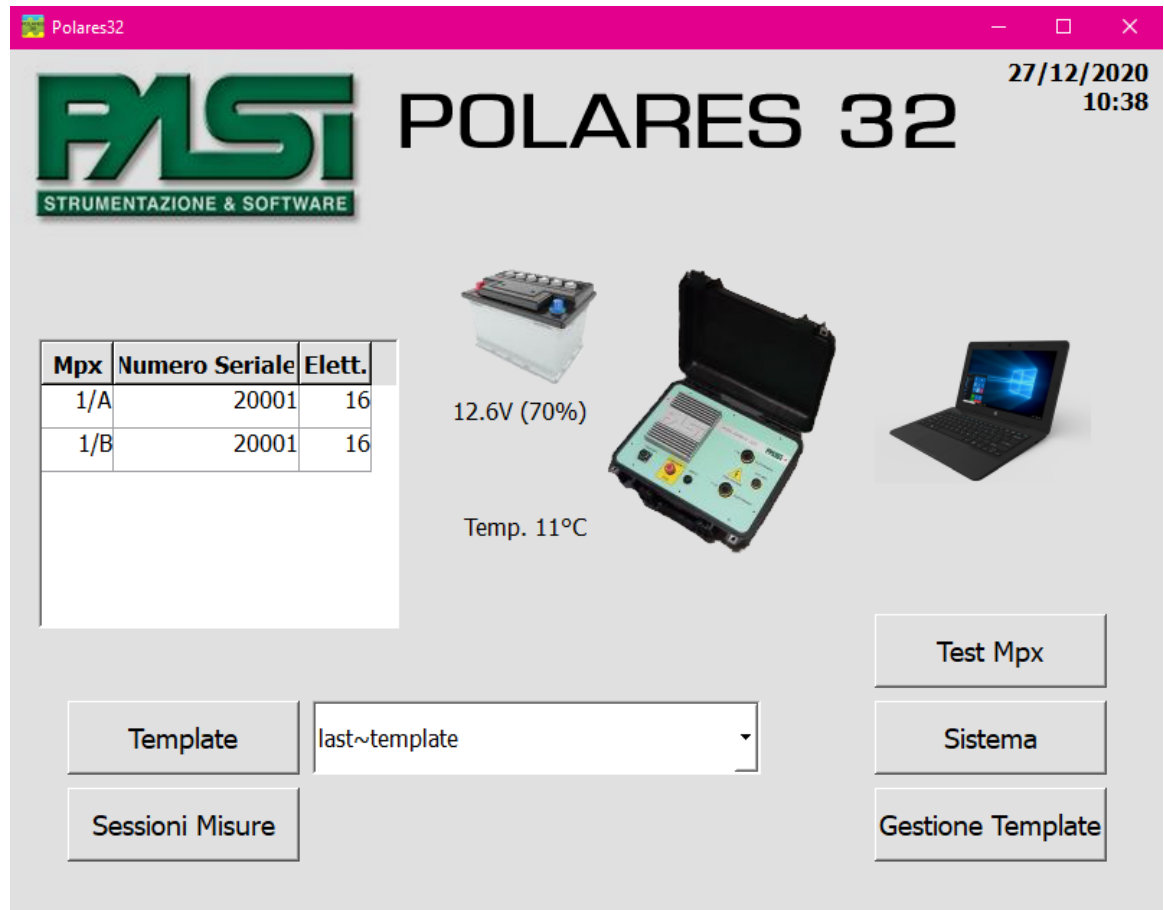 Polares32
PASI
STRUMENTAZIONE & SOFTWARE
POLARES 32
27/12/2020
10:38
Mpx Numero Seriale Elett.
1/A 20001 16
1/B 20001 16
12.6V (70%)
Temp. 11°C
Test Mpx
Template
last~template
Sistema
Sessioni Misure
Gestione Template